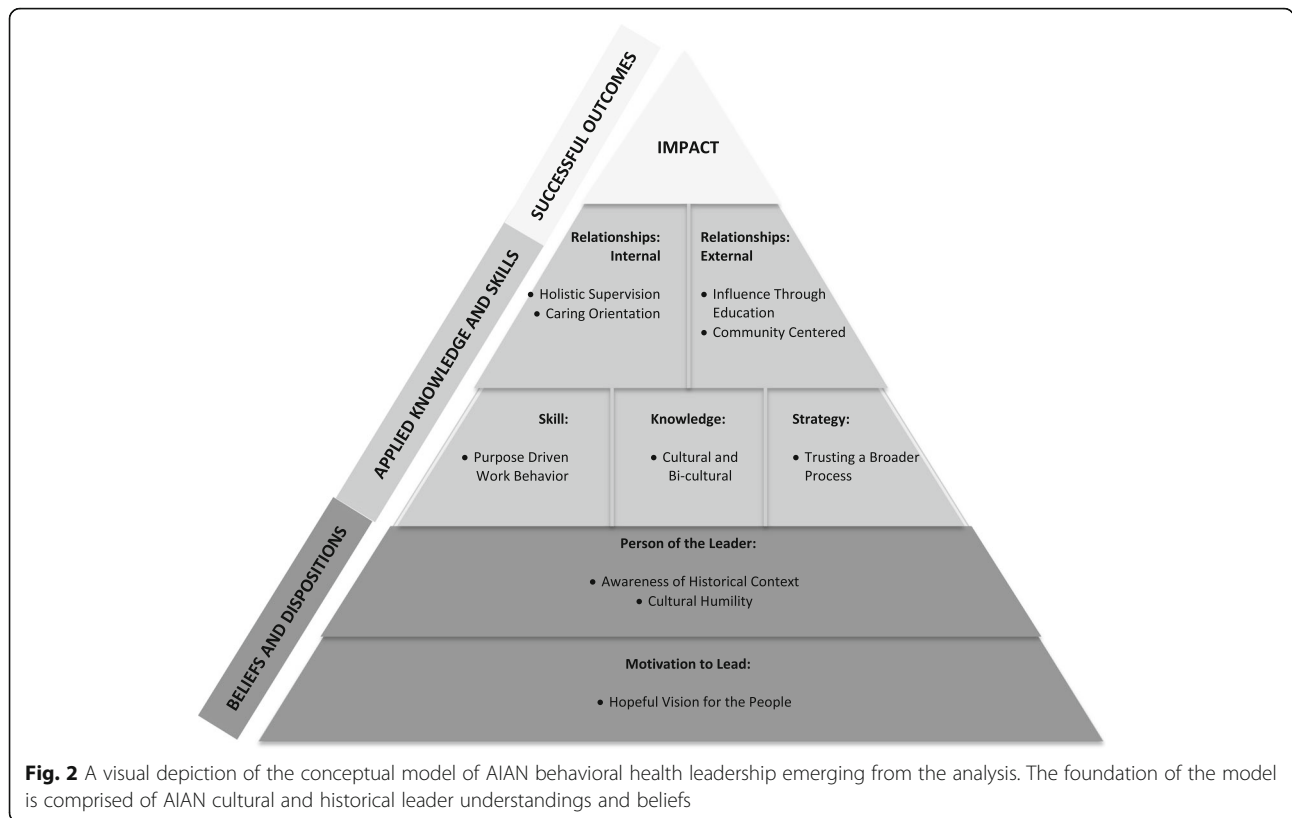 SUCCESSFUL OUTCOMES
IMPACT
APPLIED KNOWLEDGE AND SKILLS
Relationships:
Internal
• Holistic Supervision
• Caring Orientation
Relationships:
External
• Influence Through
Education
• Community Centered
Skill:
• Purpose Driven
Work Behavior
Knowledge:
• Cultural and
Bi-cultural
Strategy:
• Trusting a Broader
Process
BELIEFS AND DISPOSITIONS
Person of the Leader:
• Awareness of Historical Context
• Cultural Humility
Motivation to Lead:
• Hopeful Vision for the People
Fig. 2 A visual depiction of the conceptual model of AIAN behavioral health leadership emerging from the analysis. The foundation of the model
is comprised of AIAN cultural and historical leader understandings and beliefs